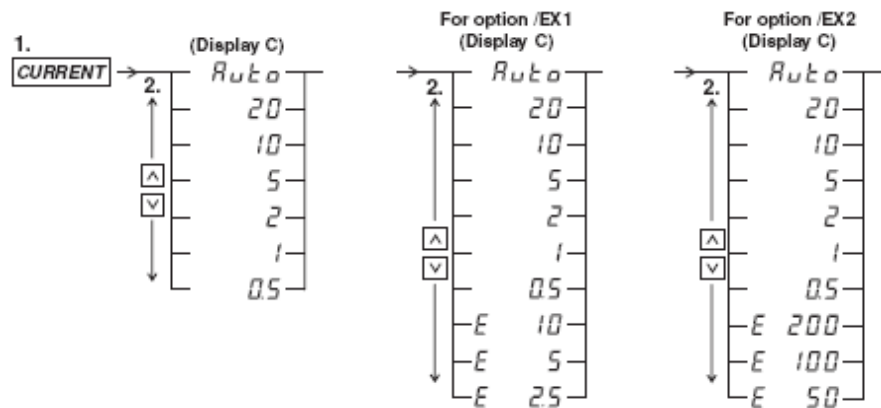 1.
CURRENT
2.
(Display C)
Auto
20
10
5
2
1
0.5
For option /EX1
(Display C)
2.
Auto
20
10
5
2
1
0.5
E 10
E 5
E 2.5
For option /EX2
(Display C)
2.
Auto
20
10
5
2
1
0.5
E 200
E 100
E 50